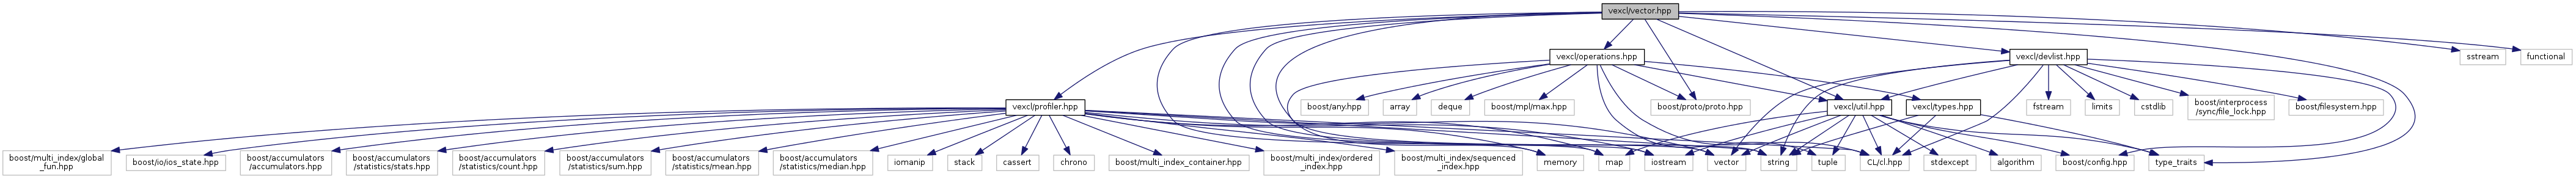 vexcl/vector.hpp
vexcl/operations.hpp
vexcl/devlist.hpp
sstream
functional
vexcl/profiler.hpp
boost/any.hpp
array
deque
boost/mpl/max.hpp
boost/proto/proto.hpp
vexcl/util.hpp
vexcl/types.hpp
fstream
limits
cstdlib
boost/interprocess
/sync/file_lock.hpp
boost/filesystem.hpp
boost/multi_index/global
_fun.hpp
boost/io/ios_state.hpp
boost/accumulators
/accumulators.hpp
boost/accumulators
/statistics/stats.hpp
boost/accumulators
/statistics/count.hpp
boost/accumulators
/statistics/sum.hpp
boost/accumulators
/statistics/mean.hpp
boost/accumulators
/statistics/median.hpp
iomanip
stack
cassert
chrono
boost/multi_index_container.hpp
boost/multi_index/ordered
_index.hpp
boost/multi_index/sequenced
_index.hpp
memory
map
iostream
vector
string
tuple
CL/cl.hpp
stdexcept
algorithm
boost/config.hpp
type_traits